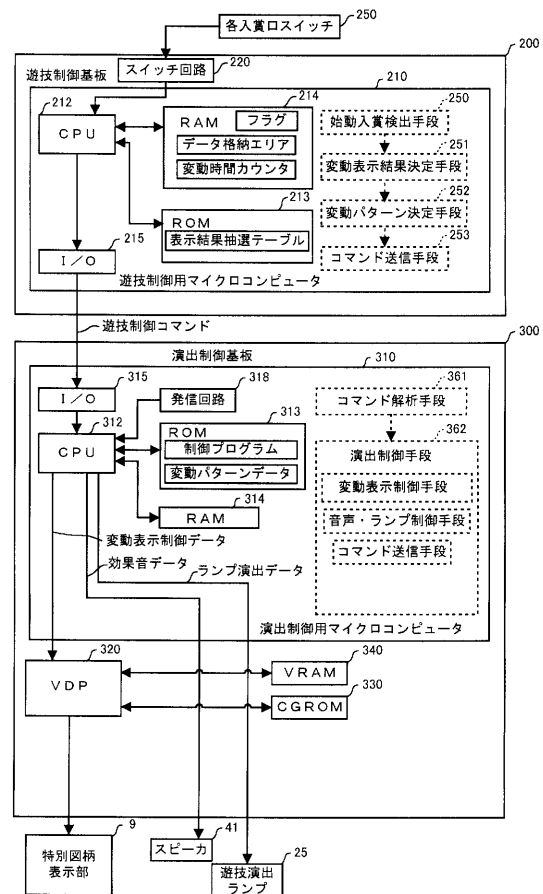 各入賞口スイッチ
250
200
遊技制御基板
スイッチ回路
220
210
212
CPU
214
RAM
フラグ
データ格納エリア
変動時間カウンタ
213
ROM
表示結果抽選テーブル
215
I/O
250
始動入賞検出手段
251
変動表示結果決定手段
252
変動パターン決定手段
253
コマンド送信手段
遊技制御用マイクロコンピュータ
遊技制御コマンド
300
演出制御基板
310
315
I/O
318
発信回路
312
CPU
313
ROM
制御プログラム
変動パターンデータ
314
RAM
361
コマンド解析手段
362
演出制御手段
変動表示制御手段
音声・ランプ制御手段
コマンド送信手段
変動表示制御データ
効果音データ
ランプ演出データ
演出制御用マイクロコンピュータ
320
VDP
340
VRAM
330
CGROM
9
特別図柄
表示部
41
スピーカ
25
遊技演出
ランプ